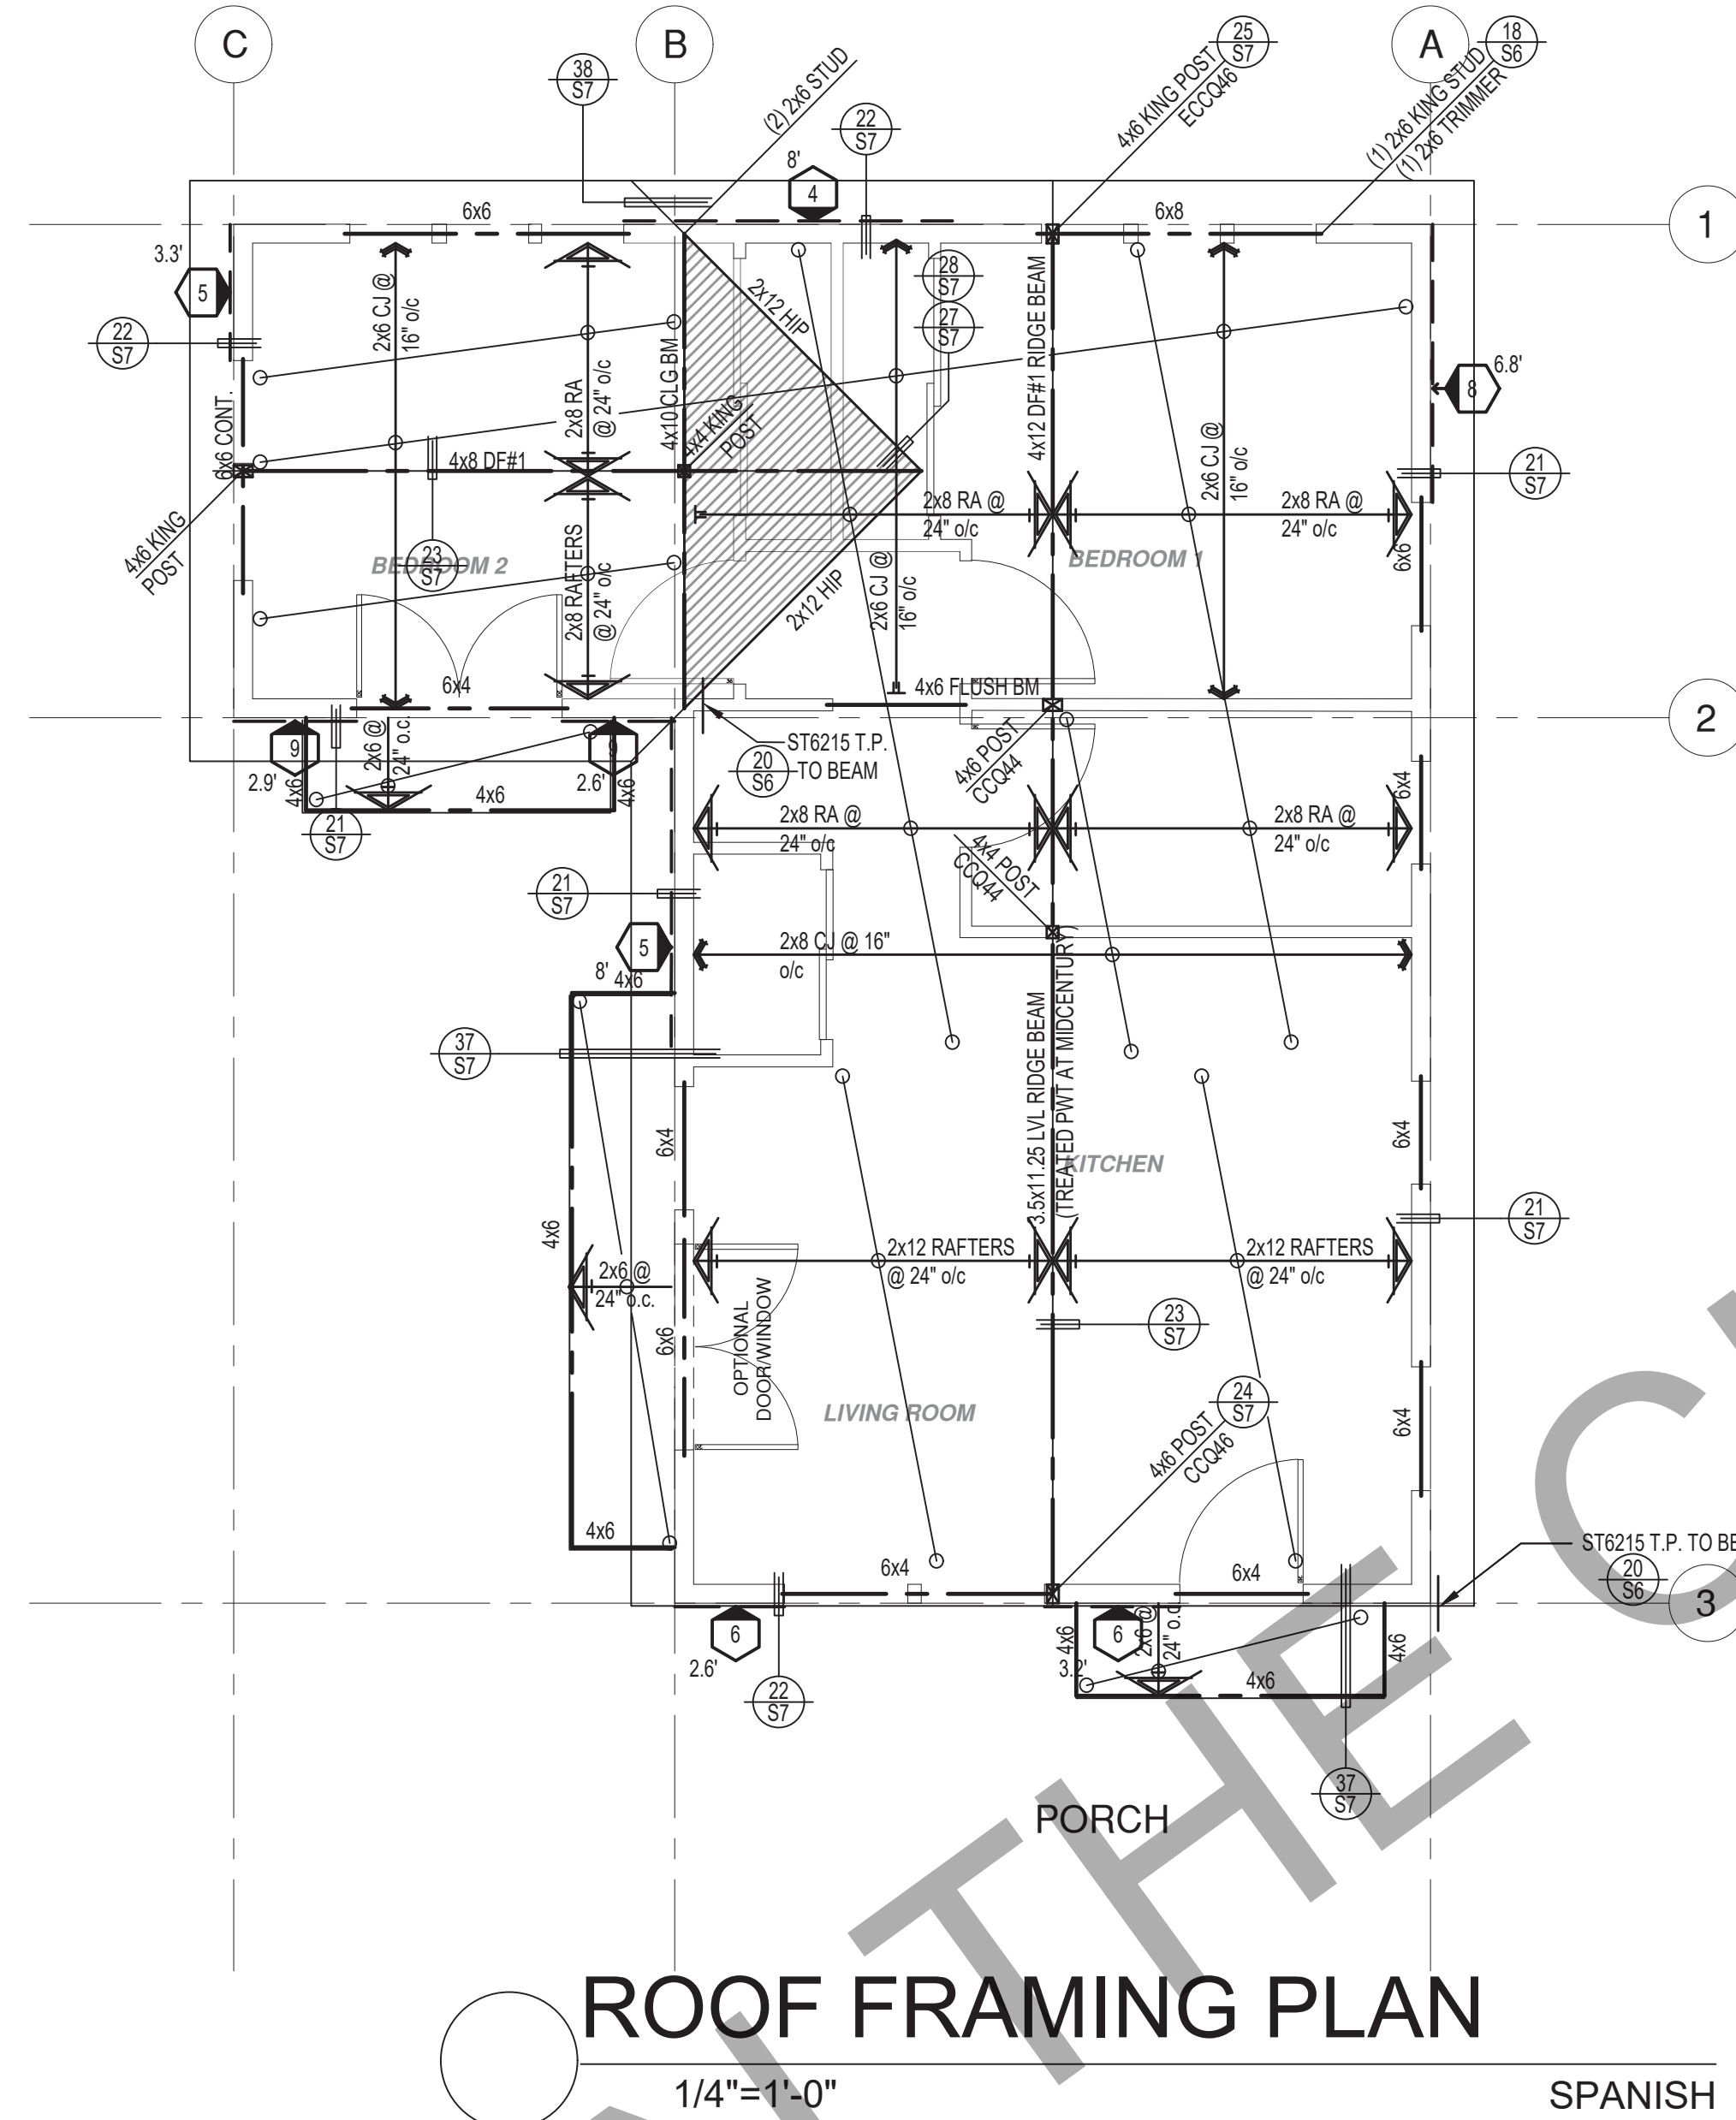 C
B
A
38
S7
(2) 2x6 STUD
22
S7
4x6 KING POST
ECCQ46
25
S7
(1) 2x6 KING STUD
(1) 2x6 TRIMMER
18
S6
8'
4
6x6
6x8
1
3.3'
5
22
S7
2x6 CJ @
16" o/c
2x8 RA
@ 24" o/c
4x10 CLG BM
2x12 HIP
28
S7
27
S7
4x12 DF#1 RIDGE BEAM
2x6 CJ @
16" o/c
6.8'
8
6x6 CONT.
4x8 DF#1
4x4 KING
POST
21
S7
4x6 KING
POST
23
S7
BEDROOM 2
2x8 RAFTERS
@ 24" o/c
2x8 RA @
24" o/c
2x8 RA @
24" o/c
BEDROOM 1
6x6
2x12 HIP
2x6 CJ @
16" o/c
6x4
4x6 FLUSH BM
2
9
2.9'
4x6
2x6 @
24" o.c.
4x6
9
2.6'
4x6
21
S7
ST6215 T.P.
TO BEAM
20
S6
4x6 POST
CCQ44
6x4
2x8 RA @
24" o/c
2x8 RA @
24" o/c
4x4 POST
CCQ44
21
S7
5
8'
4x6
2x8 CJ @ 16"
o/c
37
S7
3.5x11.25 LVL RIDGE BEAM
(TREATED PWT AT MIDCENTURY)
6x4
KITCHEN
6x4
4x6
2x6 @
24" o.c.
6x6
2x12 RAFTERS
@ 24" o/c
2x12 RAFTERS
@ 24" o/c
21
S7
OPTIONAL
DOOR/WINDOW
23
S7
LIVING ROOM
24
S7
4x6 POST
CCQ46
6x4
4x6
6x4
6x4
ST6215 T.P. TO BE
20
S6
3
6
2.6'
22
S7
4x6
6
3.2'
2x6 @
24" o.c.
4x6
4x6
37
S7
PORCH
THE
ROOF FRAMING PLAN
1/4"=1'-0"
SPANISH